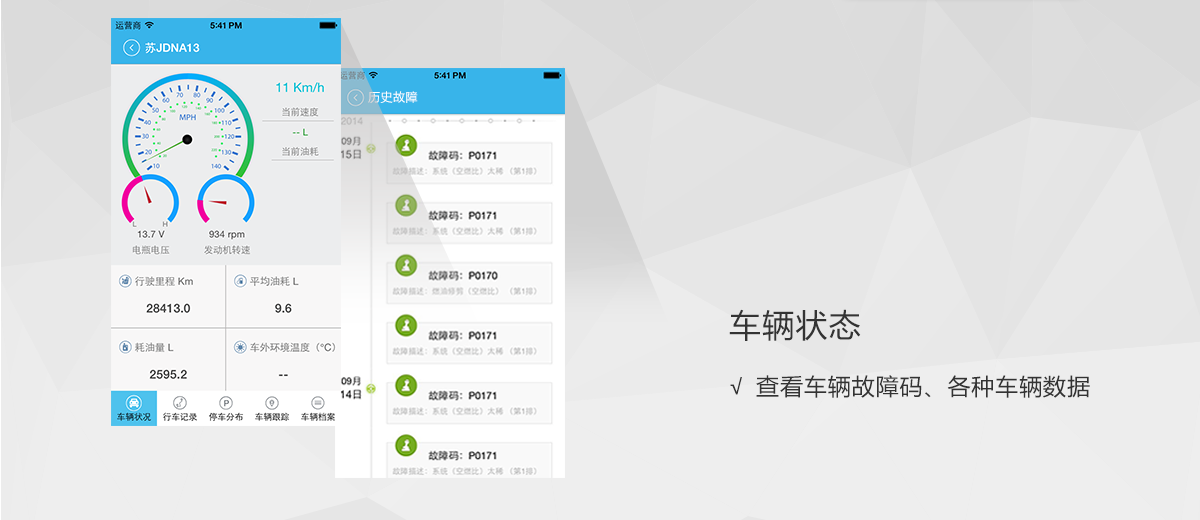 运营商 5:41 PM
苏JDNA13
10 20 30 40 50 60 70 80 90 100 110 120 130 140
MPH
11 Km/h
当前速度
-- L
当前油耗
L H
13.7 V
电瓶电压
934 rpm
发动机转速
行驶里程 Km
28413.0
平均油耗 L
9.6
耗油量 L
2595.2
车外环境温度（°C）
--
车辆状况 行车记录 停车分布 车辆跟踪 车辆档案
运营商 5:41 PM
历史故障
2014
09月
15日
故障码：P0171
故障描述：系统（空燃比）太稀 （第1排）
故障码：P0171
故障描述：系统（空燃比）太稀 （第1排）
故障码：P0170
故障描述：燃油修剪（空燃比） （第1排）
故障码：P0171
故障描述：系统（空燃比）太稀 （第1排）
09月
14日
故障码：P0171
故障描述：系统（空燃比）太稀 （第1排）
故障码：P0171
故障描述：系统（空燃比）太稀 （第1排）
车辆状态
√ 查看车辆故障码、各种车辆数据